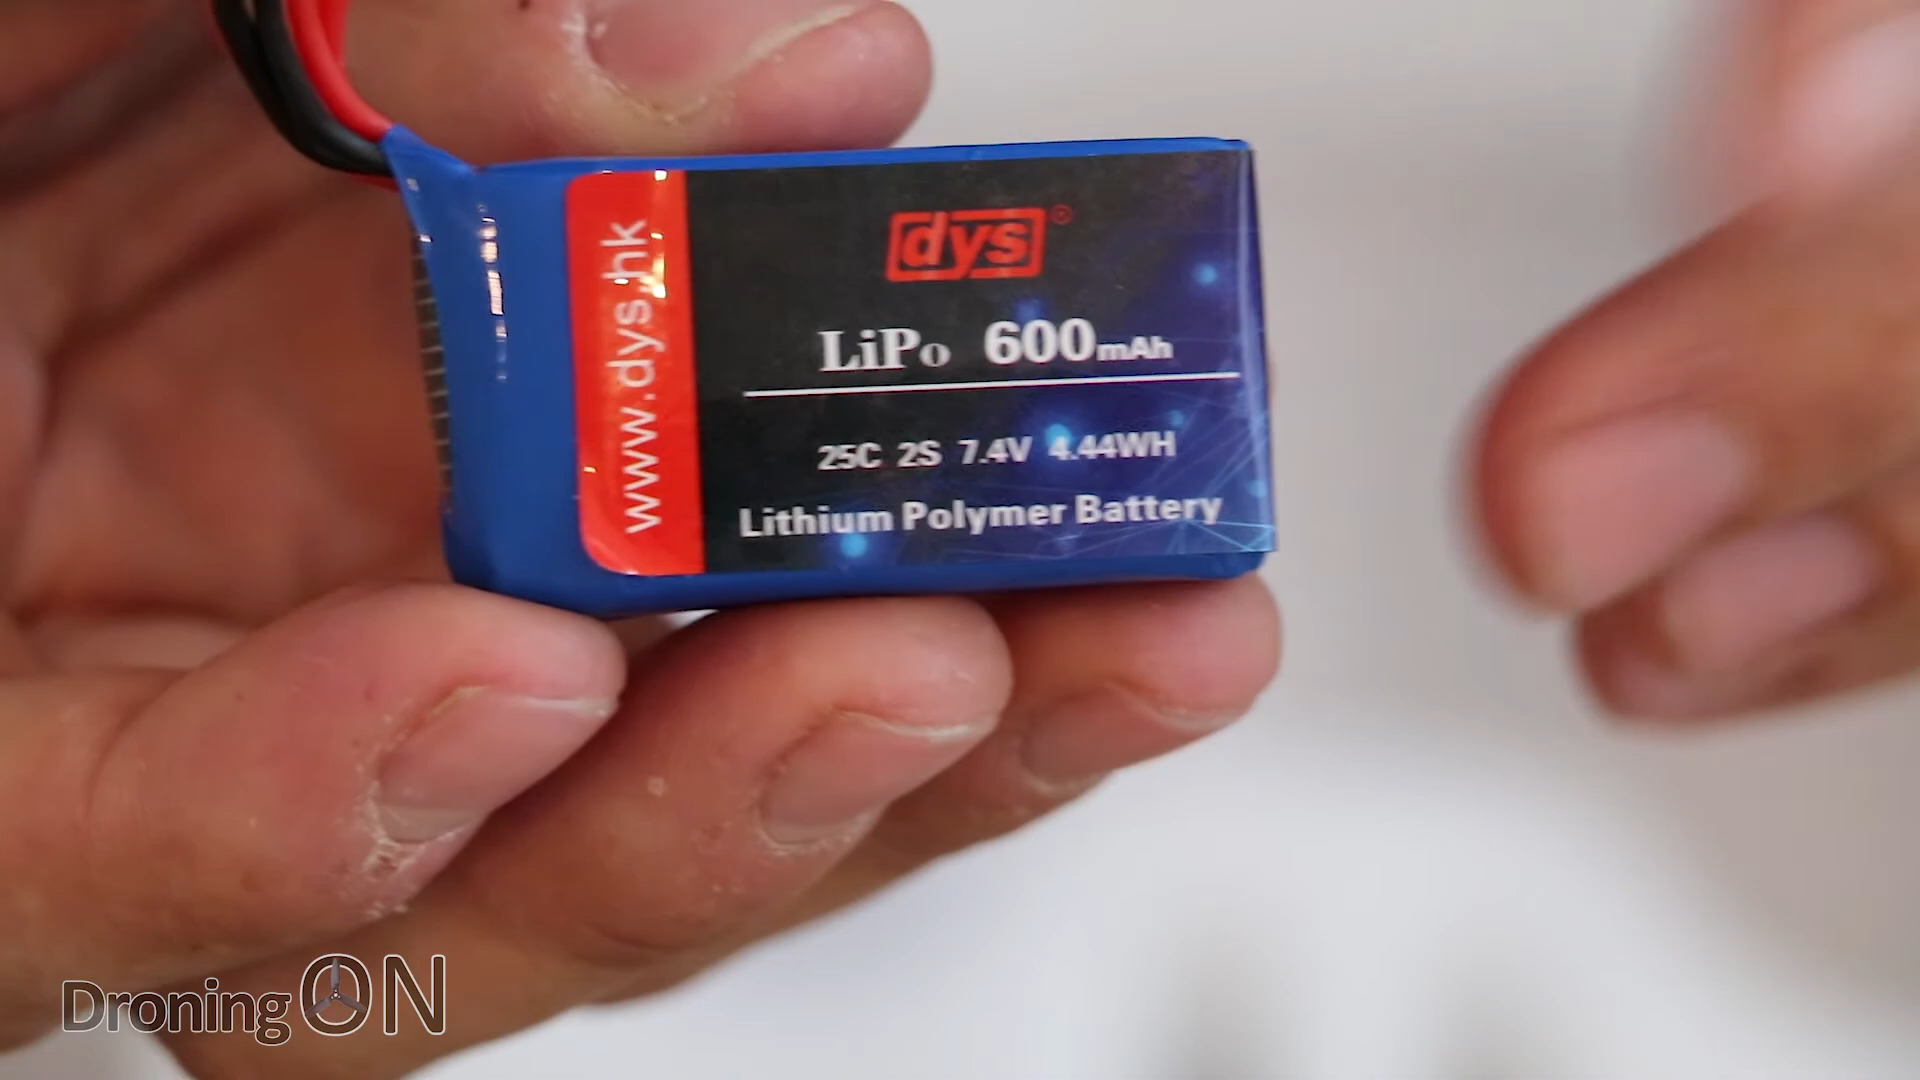 dys®
LiPo 600mAh
25C 2S 7.4V 4.44WH
Lithium Polymer Battery
www.dys.hk
DroningON